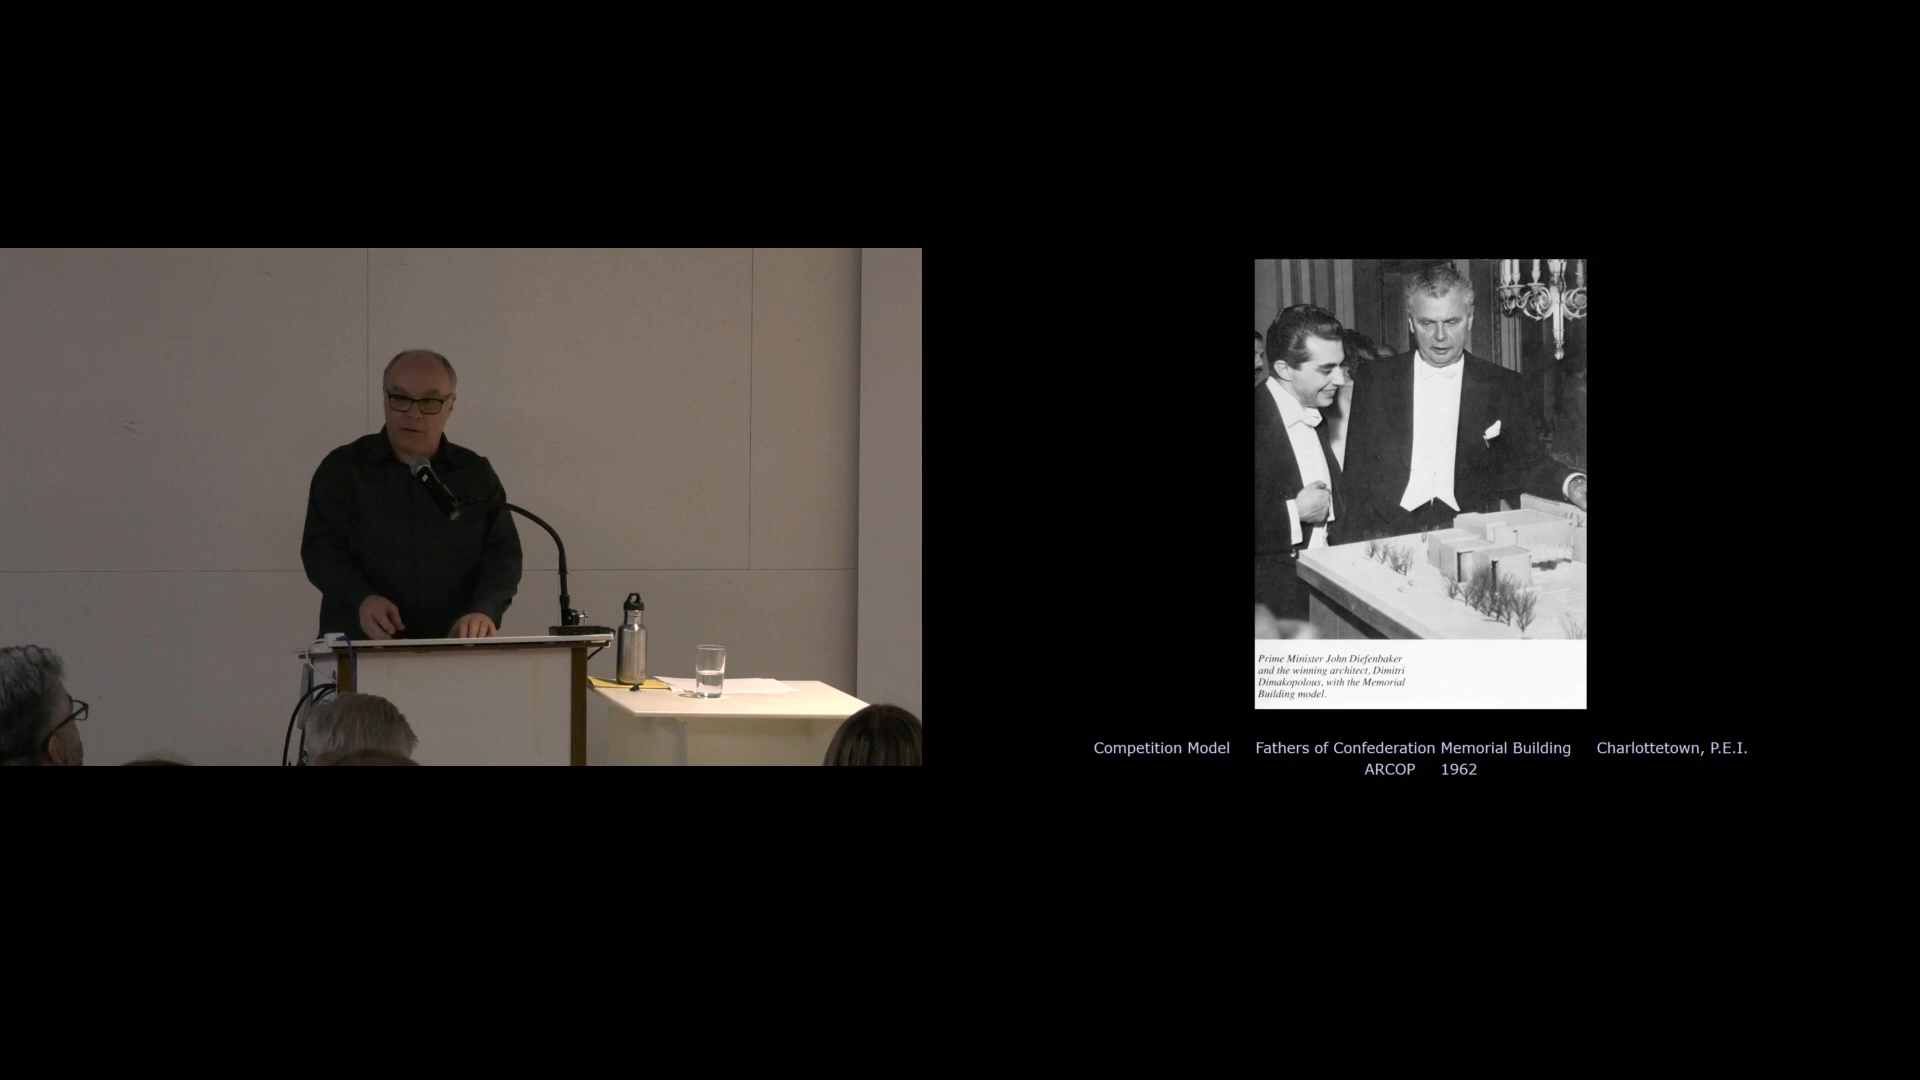 Prime Minister John Diefenbaker
and the winning architect, Dimitri
Dimakopolous, with the Memorial
Building model.
Competition Model Fathers of Confederation Memorial Building Charlottetown, P.E.I.
ARCOP 1962